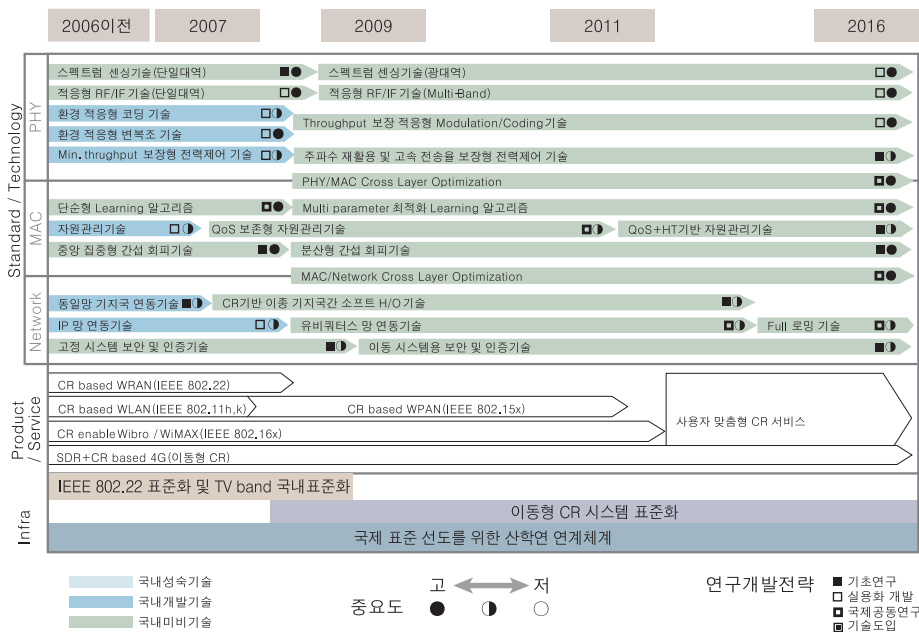 2006이전 2007 2009 2011 2016
Standard / Technology
PHY
스펙트럼 센싱기술(단일대역) 스펙트럼 센싱기술(광대역)
적응형 RF/IF 기술(단일대역) 적응형 RF/IF 기술(Multi-Band)
환경 적응형 코딩 기술
Throughput 보장 적응형 Modulation/Coding기술
환경 적응형 변복조 기술
Min. thrughput 보장형 전력제어 기술 주파수 재활용 및 고속 전송율 보장형 전력제어 기술
PHY/MAC Cross Layer Optimization
MAC
단순형 Learning 알고리즘 Multi parameter 최적화 Learning 알고리즘
자원관리기술 QoS 보존형 자원관리기술 QoS+HT기반 자원관리기술
중앙 집중형 간섭 회피기술 분산형 간섭 회피기술
MAC/Network Cross Layer Optimization
Network
동일망 기지국 연동기술 CR기반 이종 기지국간 소프트 H/O 기술
IP 망 연동기술 유비쿼터스 망 연동기술 Full 로밍 기술
고정 시스템 보안 및 인증기술 이동 시스템용 보안 및 인증기술
Product
/ Service
CR based WRAN(IEEE 802.22)
CR based WLAN(IEEE 802.11h,k) CR based WPAN(IEEE 802.15x)
사용자 맞춤형 CR 서비스
CR enable Wibro / WiMAX(IEEE 802.16x)
SDR+CR based 4G(이동형 CR)
Infra
IEEE 802.22 표준화 및 TV band 국내표준화
이동형 CR 시스템 표준화
국제 표준 선도를 위한 산학연 연계체계
국내성숙기술
국내개발기술
국내미비기술
고 저
중요도
연구개발전략
기초연구
실용화 개발
국제공동연구
기술도입